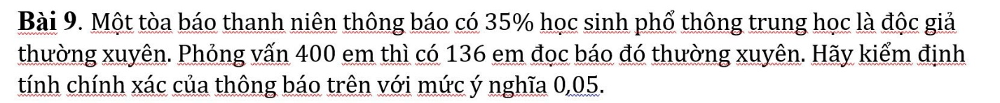 Bài 9. Một tòa báo thanh niên thông báo có 35% học sinh phổ thông trung học là độc giả
thường xuyên. Phỏng vấn 400 em thì có 136 em đọc báo đó thường xuyên. Hãy kiểm định
tính chính xác của thông báo trên với mức ý nghĩa 0,05.